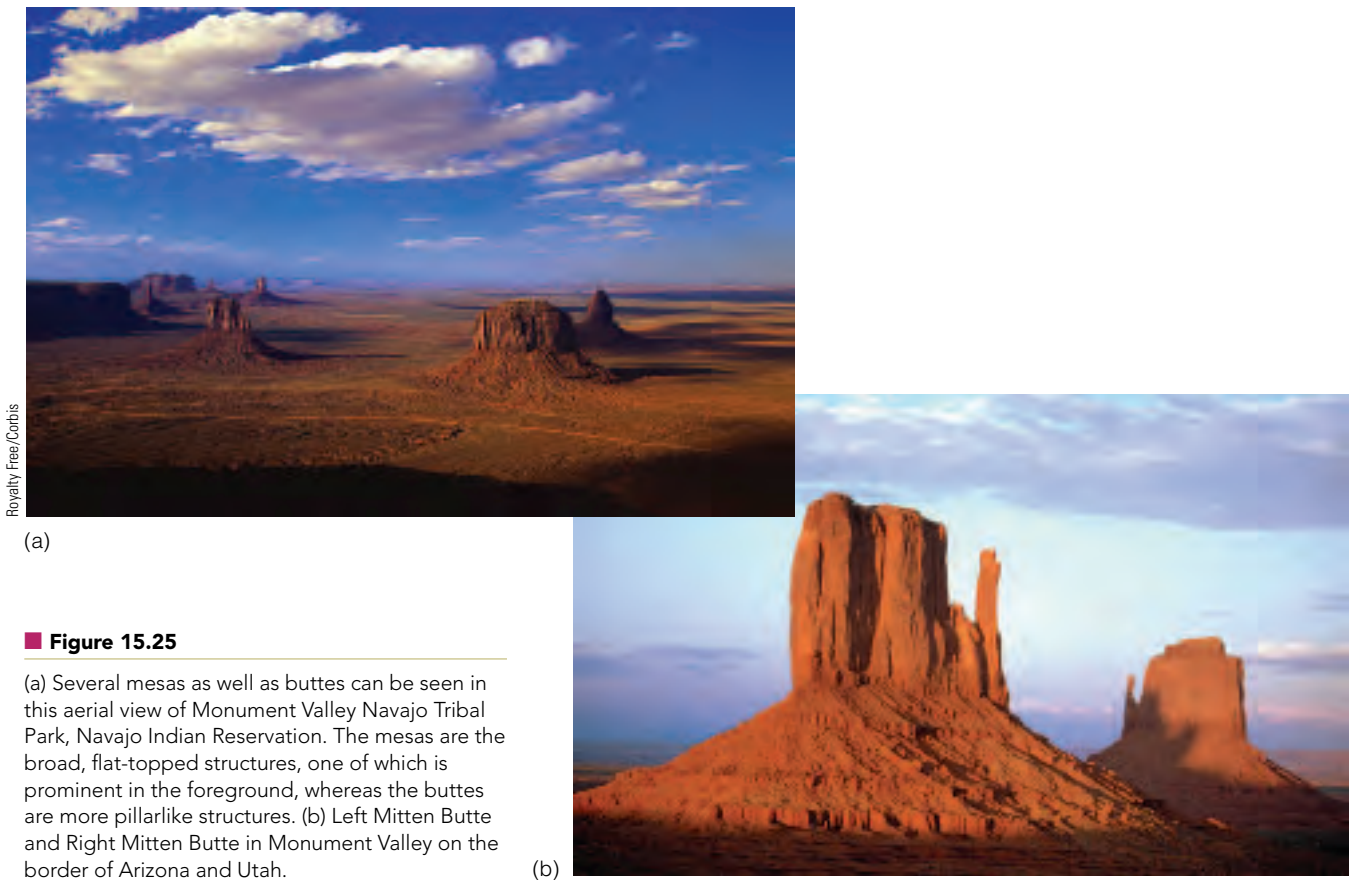 Royalty Free/Corbis
(a)
Figure 15.25
(a) Several mesas as well as buttes can be seen in
this aerial view of Monument Valley Navajo Tribal
Park, Navajo Indian Reservation. The mesas are the
broad, flat-topped structures, one of which is
prominent in the foreground, whereas the buttes
are more pillarlike structures. (b) Left Mitten Butte
and Right Mitten Butte in Monument Valley on the
border of Arizona and Utah.
(b)